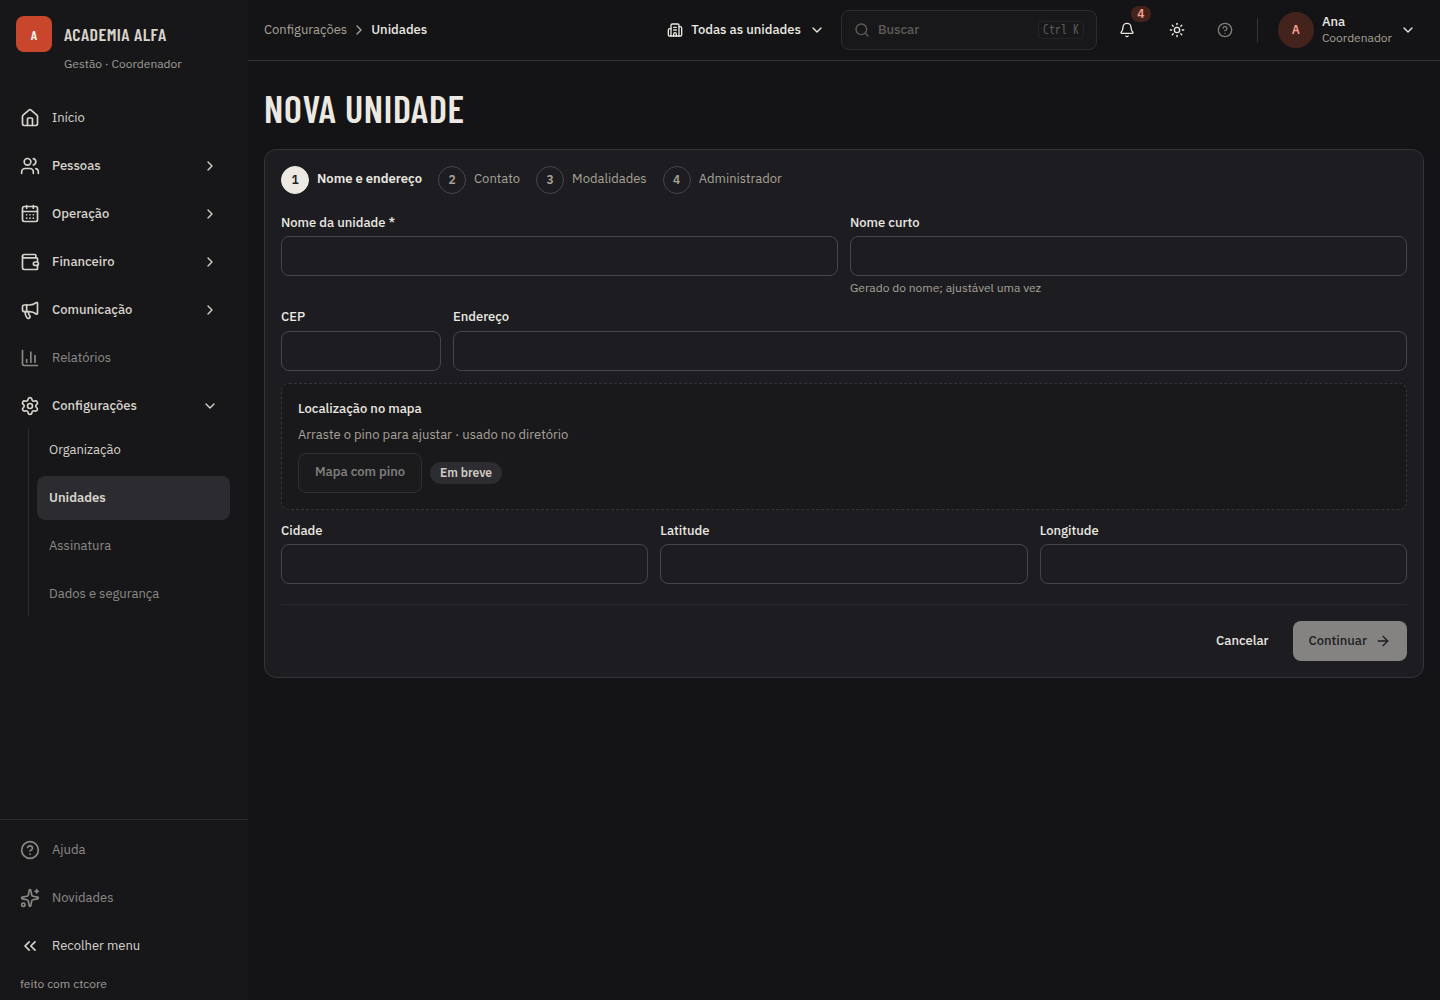 A
ACADEMIA ALFA
Gestão · Coordenador
Início
Pessoas
Operação
Financeiro
Comunicação
Relatórios
Configurações
Organização
Unidades
Assinatura
Dados e segurança
Ajuda
Novidades
Recolher menu
feito com ctcore
Configurações > Unidades
Todas as unidades
Buscar
Ctrl K
4
A
Ana
Coordenador
NOVA UNIDADE
1 Nome e endereço
2 Contato
3 Modalidades
4 Administrador
Nome da unidade *
Nome curto
Gerado do nome; ajustável uma vez
CEP
Endereço
Localização no mapa
Arraste o pino para ajustar · usado no diretório
Mapa com pino
Em breve
Cidade
Latitude
Longitude
Cancelar
Continuar